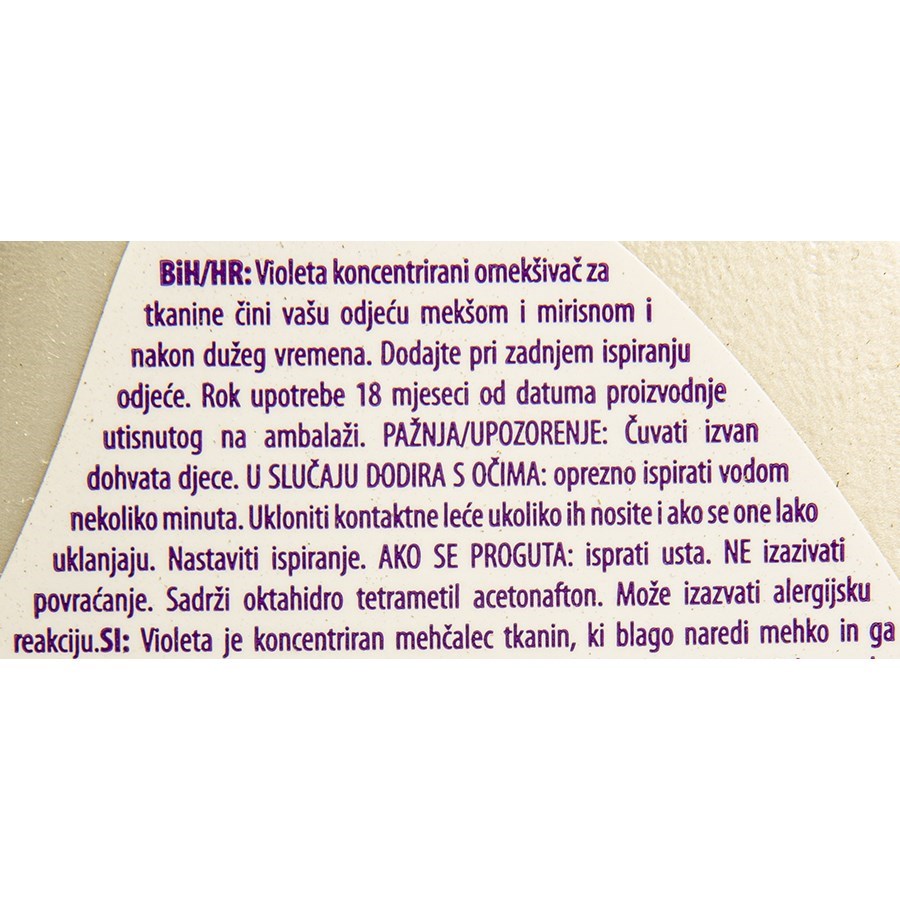 BiH/HR: Violeta koncentrirani omekšivač za
tkanine čini vašu odjeću mekšom i mirisnom i
nakon dužeg vremena. Dodajte pri zadnjem ispiranju
odjeće. Rok upotrebe 18 mjeseci od datuma proizvodnje
utisnutog na ambalaži. PAŽNJA/UPOZORENJE: Čuvati izvan
dohvata djece. U SLUČAJU DODIRA S OČIMA: oprezno ispirati vodom
nekoliko minuta. Ukloniti kontaktne leće ukoliko ih nosite i ako se one lako
uklanjaju. Nastaviti ispiranje. AKO SE PROGUTA: isprati usta. NE izazivati
povraćanje. Sadrži oktahidro tetrametil acetonafton. Može izazvati alergijsku
reakciju.SI: Violeta je koncentriran mehčalec tkanin, ki blago naredi mehko in ga